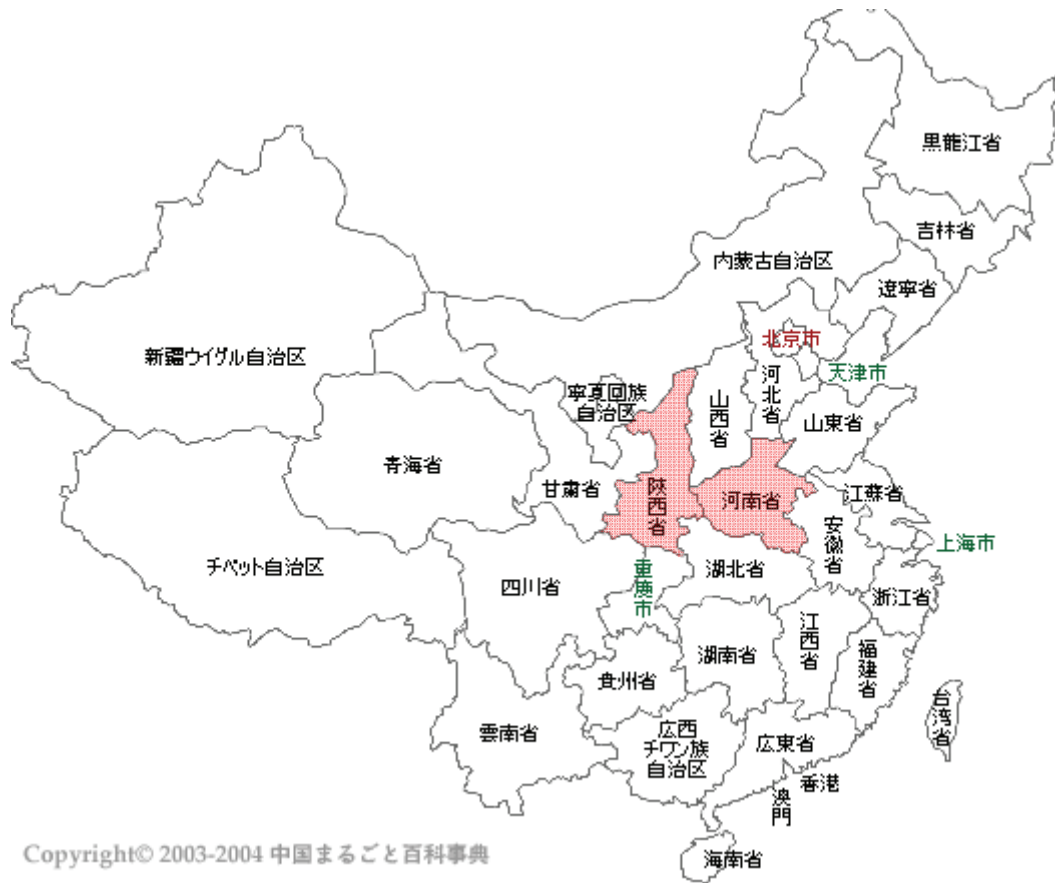 黒龍江省
吉林省
内蒙古自治区
遼寧省
北京市
新疆ウイグル自治区
天津市
河北省
寧夏回族
自治区
山西省
山東省
青海省
甘粛省
陝西省
河南省
江蘇省
安徽省
上海市
チベット自治区
四川省
重慶市
湖北省
浙江省
江西省
湖南省
福建省
貴州省
台湾省
雲南省
広西
チワン族
自治区
広東省
香港
澳門
海南省
Copyright© 2003-2004 中国まるごと百科事典